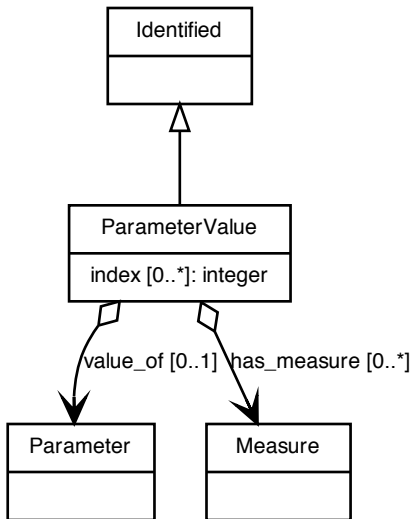 Identified
ParameterValue
index [0..*]: integer
value_of [0..1] has_measure [0..*]
Parameter
Measure